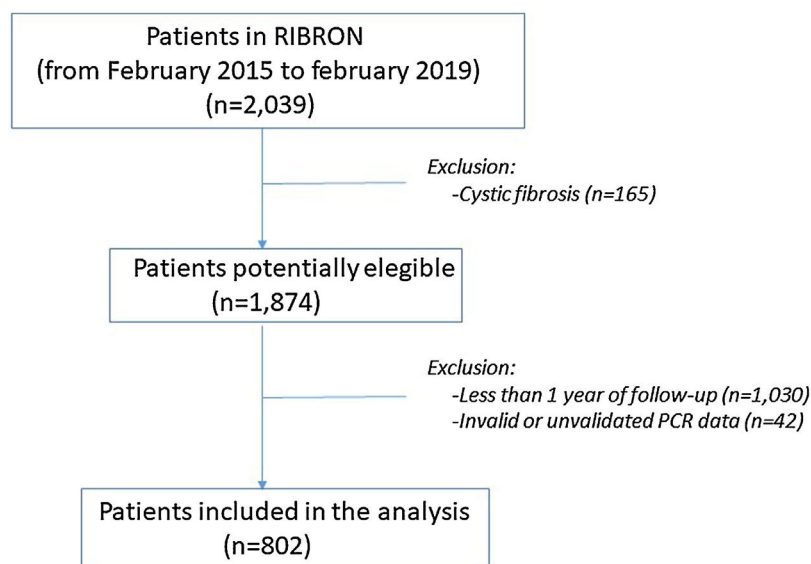 Patients in RIBRON
(from February 2015 to february 2019)
(n=2,039)
Exclusion:
-Cystic fibrosis (n=165)
Patients potentially elegible
(n=1,874)
Exclusion:
-Less than 1 year of follow-up (n=1,030)
-Invalid or unvalidated PCR data (n=42)
Patients included in the analysis
(n=802)